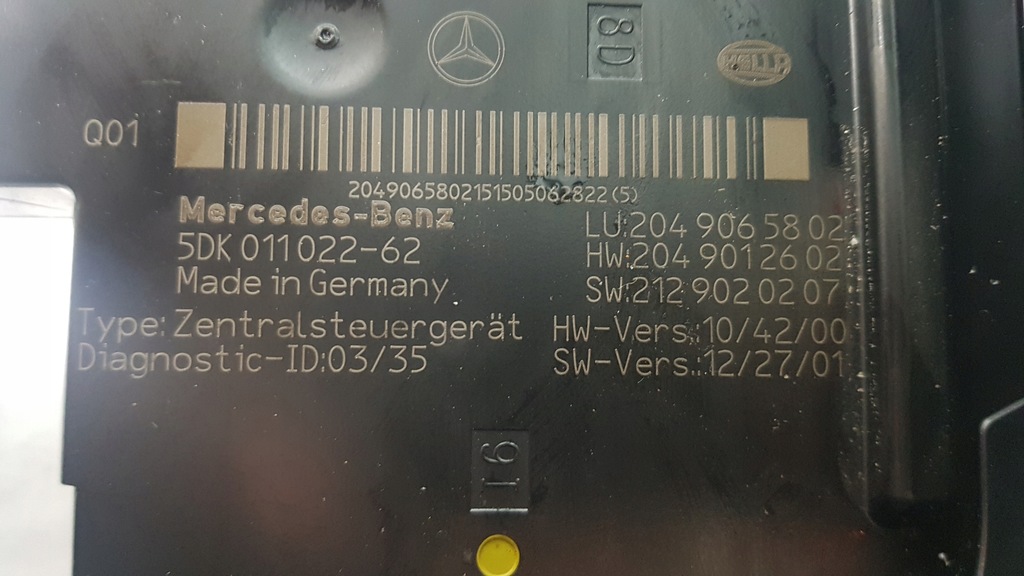 8D
HELLA
Q01
Mercedes-Benz
5DK 011 022-62
Made in Germany
Type: Zentralsteuergerät
Diagnostic-ID:03/35
LU:204 906 58 02
HW:204 901 26 02
SW:212 902 02 07
HW-Vers.:10/42/00
SW-Vers.:12/27/01
16